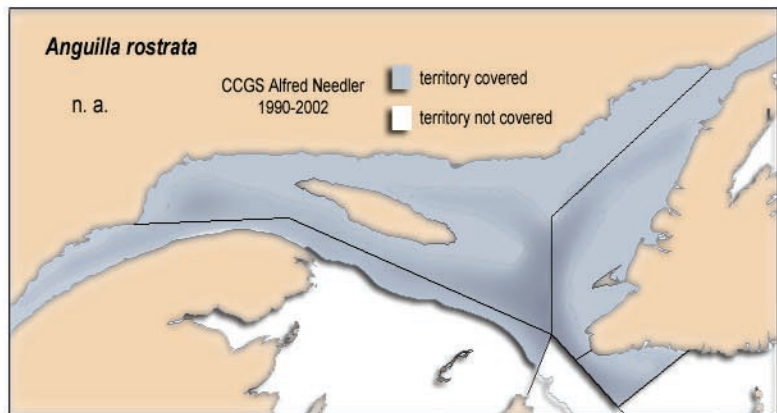 Anguilla rostrata
n. a.
CCGS Alfred Needler
1990-2002
territory covered
territory not covered